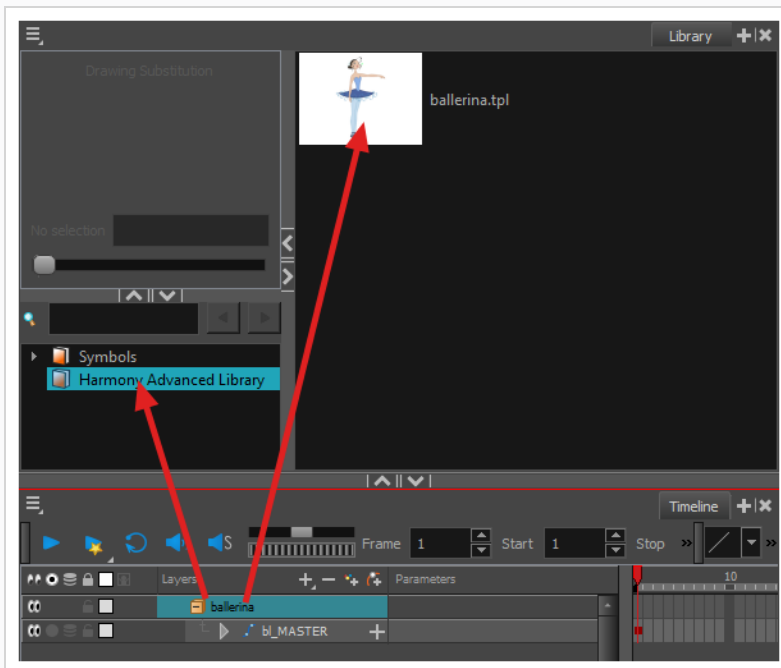 Library
Drawing Substitution
ballerina.tpl
No selection
Symbols
Harmony Advanced Library
Timeline
S
Frame 1 Start 1 Stop
Layers Parameters 10
ballerina
bl_MASTER